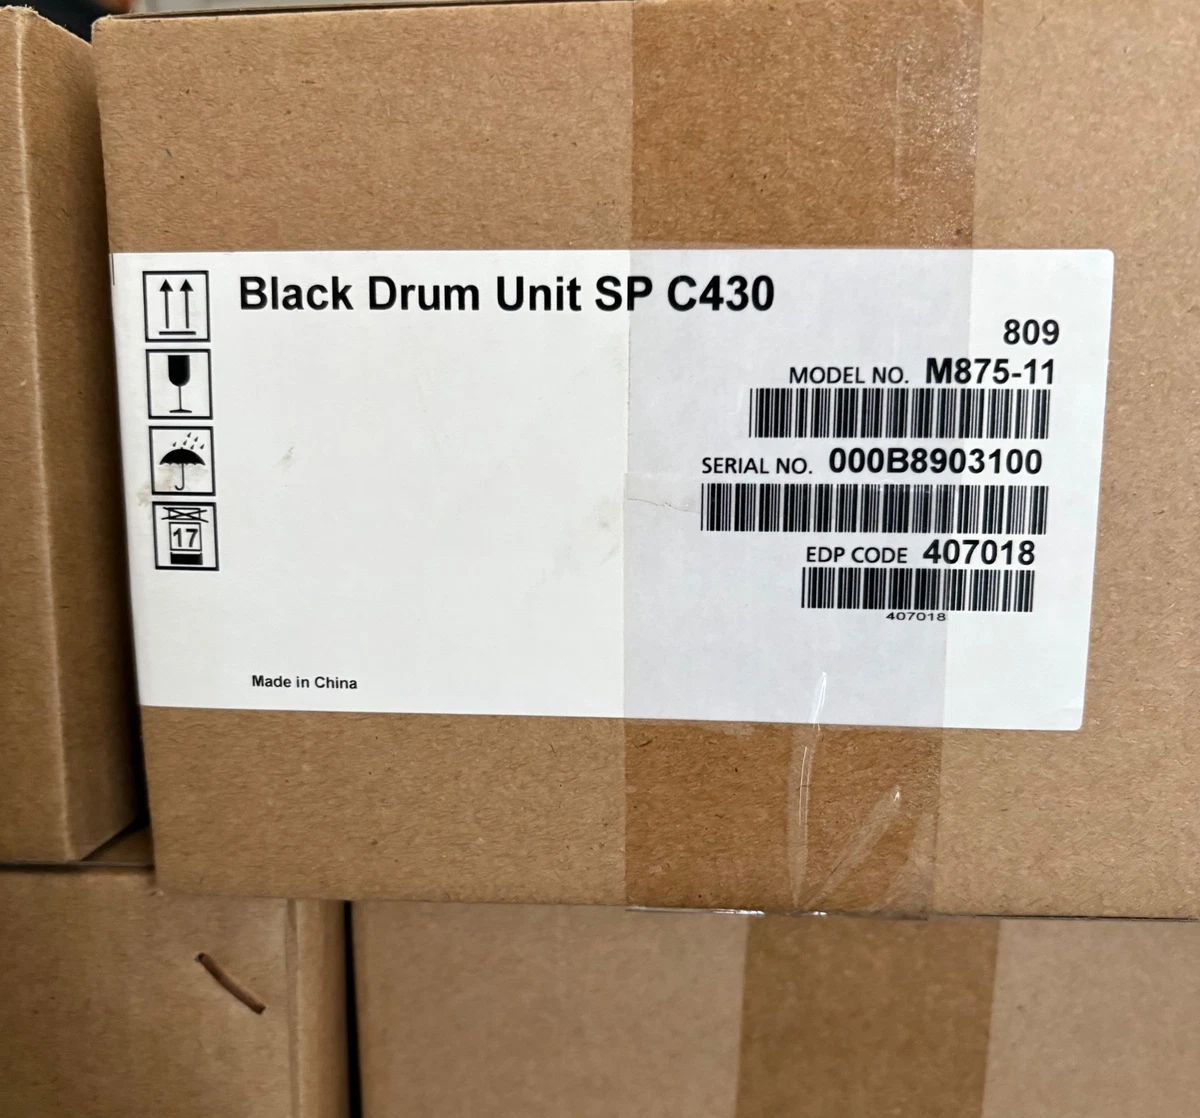 Black Drum Unit SP C430
809
MODEL NO. M875-11
SERIAL NO. 000B8903100
EDP CODE 407018
407018
17
Made in China